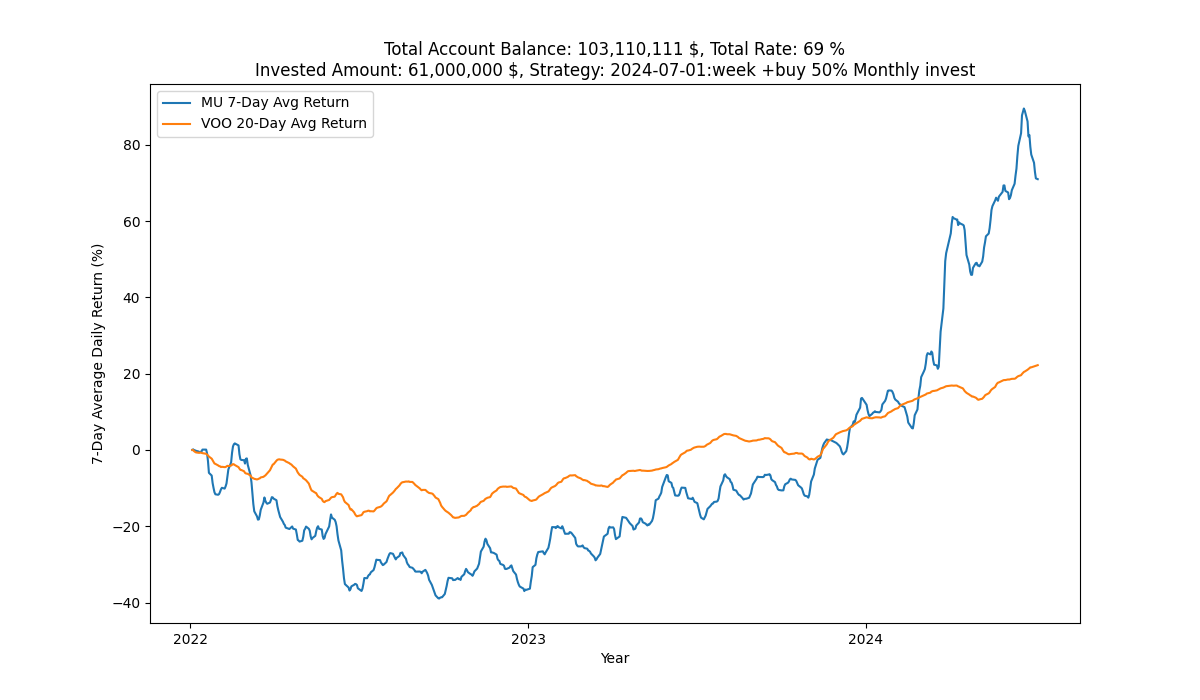 Total Account Balance: 103,110,111 $, Total Rate: 69 %
Invested Amount: 61,000,000 $, Strategy: 2024-07-01:week +buy 50% Monthly invest
MU 7-Day Avg Return
VOO 20-Day Avg Return
7-Day Average Daily Return (%)
80
60
40
20
0
−20
−40
2022
2023
2024
Year